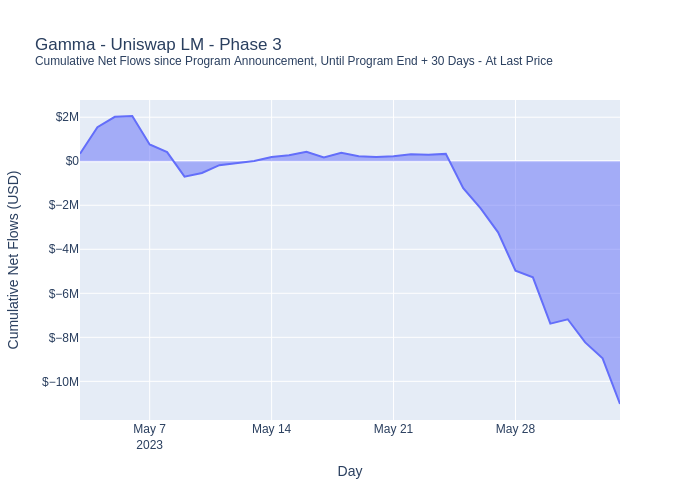 Gamma - Uniswap LM - Phase 3
Cumulative Net Flows since Program Announcement, Until Program End + 30 Days - At Last Price
Cumulative Net Flows (USD)
$2M
$0
$−2M
$−4M
$−6M
$−8M
$−10M
May 7
2023
May 14
May 21
May 28
Day